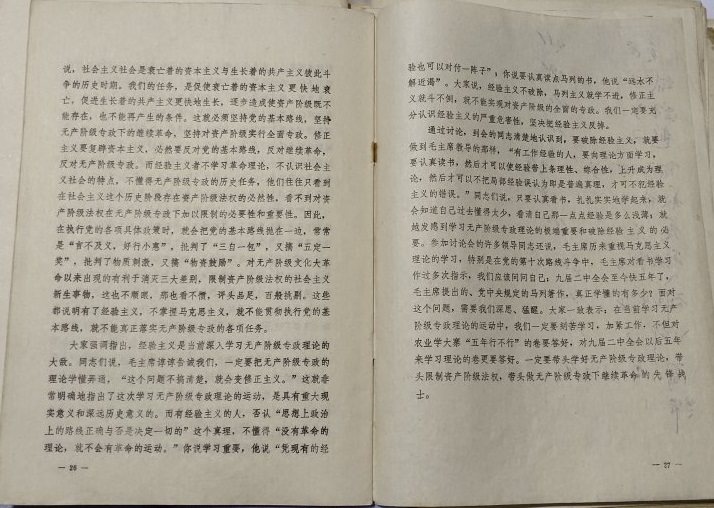 说，社会主义社会是衰亡着的资本主义与生长着的共产主义彼此斗
争的历史时期。我们的任务，是促使衰亡着的资本主义更快地衰
亡，促进生长着的共产主义更快地生长，逐步造成使资产阶级既不
能存在，也不能再产生的条件。这就必须坚持党的基本路线，坚持
无产阶级专政下的继续革命，坚持对资产阶级实行全面专政。修正
主要复辟资本主义，必然要反对党的基本路线，反对继续革命，
反对无产阶级专政。而经验主义者不学习革命理论，不认识社会主
义社会的特点，不懂得无产阶级专政的历史任务，他们往往只看到
在社会主义这个历史阶段存在资产阶级法权的必然性，看不到对资
产阶级法权在无产阶级专政下加以限制的必要性和重要性。因此，
在执行党的各项具体政策时，就会把党的基本路线抛在一边，常常
是“言不及义，好行小惠”，批判了“三自一包”，又搞“五定一
奖”，批判了物质刺激，又搞“物资鼓励”。对无产阶级文化大革
命以来出现的有利于消灭三大差别，限制资产阶级法权的社会主义
新生事物，这也不顺眼，那也看不惯，评头品足，百般挑剔。这些
都说明有了经验主义，不掌握马克思主义，就不能贯彻执行党的基
本路线，就不能真正落实无产阶级专政的各项任务。
大家强调指出，经验主义是当前深入学习无产阶级专政理论的
大敌。同志们说，毛主席谆谆告诫我们，一定要把无产阶级专政的
理论学懂弄通，“这个问题不搞清楚，就会变修正主义。”这就非
常明确地指出了这次学习无产阶级专政理论的运动，是具有重大现
实意义和深远历史意义的。而有经验主义的人，否认“思想上政治
上的路线正确与否是决定一切的”这个真理，不懂得“没有革命的
理论，就不会有革命的运动。”你说学习重要，他说“凭现有的经
— 26 —
验也可以对付一阵子”；你说要认真读点马列的书，他说“远水不
解近渴”。大家说，经验主义不破除，马列主义就学不进，修正主
义就斗不倒，就不能实现对资产阶级的全面的专政。我们一定要充
分认识经验主义的严重危害性，坚决把经验主义反掉。
通过讨论，到会的同志清楚地认识到，要破除经验主义，就要
做到毛主席教导的那样，“有工作经验的人，要向理论方面学习，
要认真读书，然后才可以使经验带上条理性、综合性，上升成为理
论，然后才可以不把局部经验误认为即是普遍真理，才可不犯经验
主义的错误。”同志们说，只要认真看书，扎扎实实地学起来，就
会知道自己过去懂得太少，看清自己那一点点经验是多么浅薄；就
越发感到学习无产阶级专政理论的极端重要和破除经验主义的必
要。参加讨论会的许多领导同志还说，毛主席历来重视马克思主义
理论的学习，特别是在党的第十次路线斗争中，毛主席对看书学习
作过多次指示，我们应该问问自己：九届二中全会至今快五年了，
毛主席提出的、党中央规定的马列著作，真正学懂的有多少？面对
这个问题，需要我们深思、猛醒。大家一致表示：在当前学习无产
阶级专政理论的运动中，我们一定要刻苦学习，加紧工作，不但对
农业学大寨“五年行不行”的卷要答好，对九届二中全会以后五年
来学习理论的卷更要答好。一定要带头学好无产阶级专政理论，带
头限制资产阶级法权，带头做无产阶级专政下继续革命的先锋战
士。
— 27 —